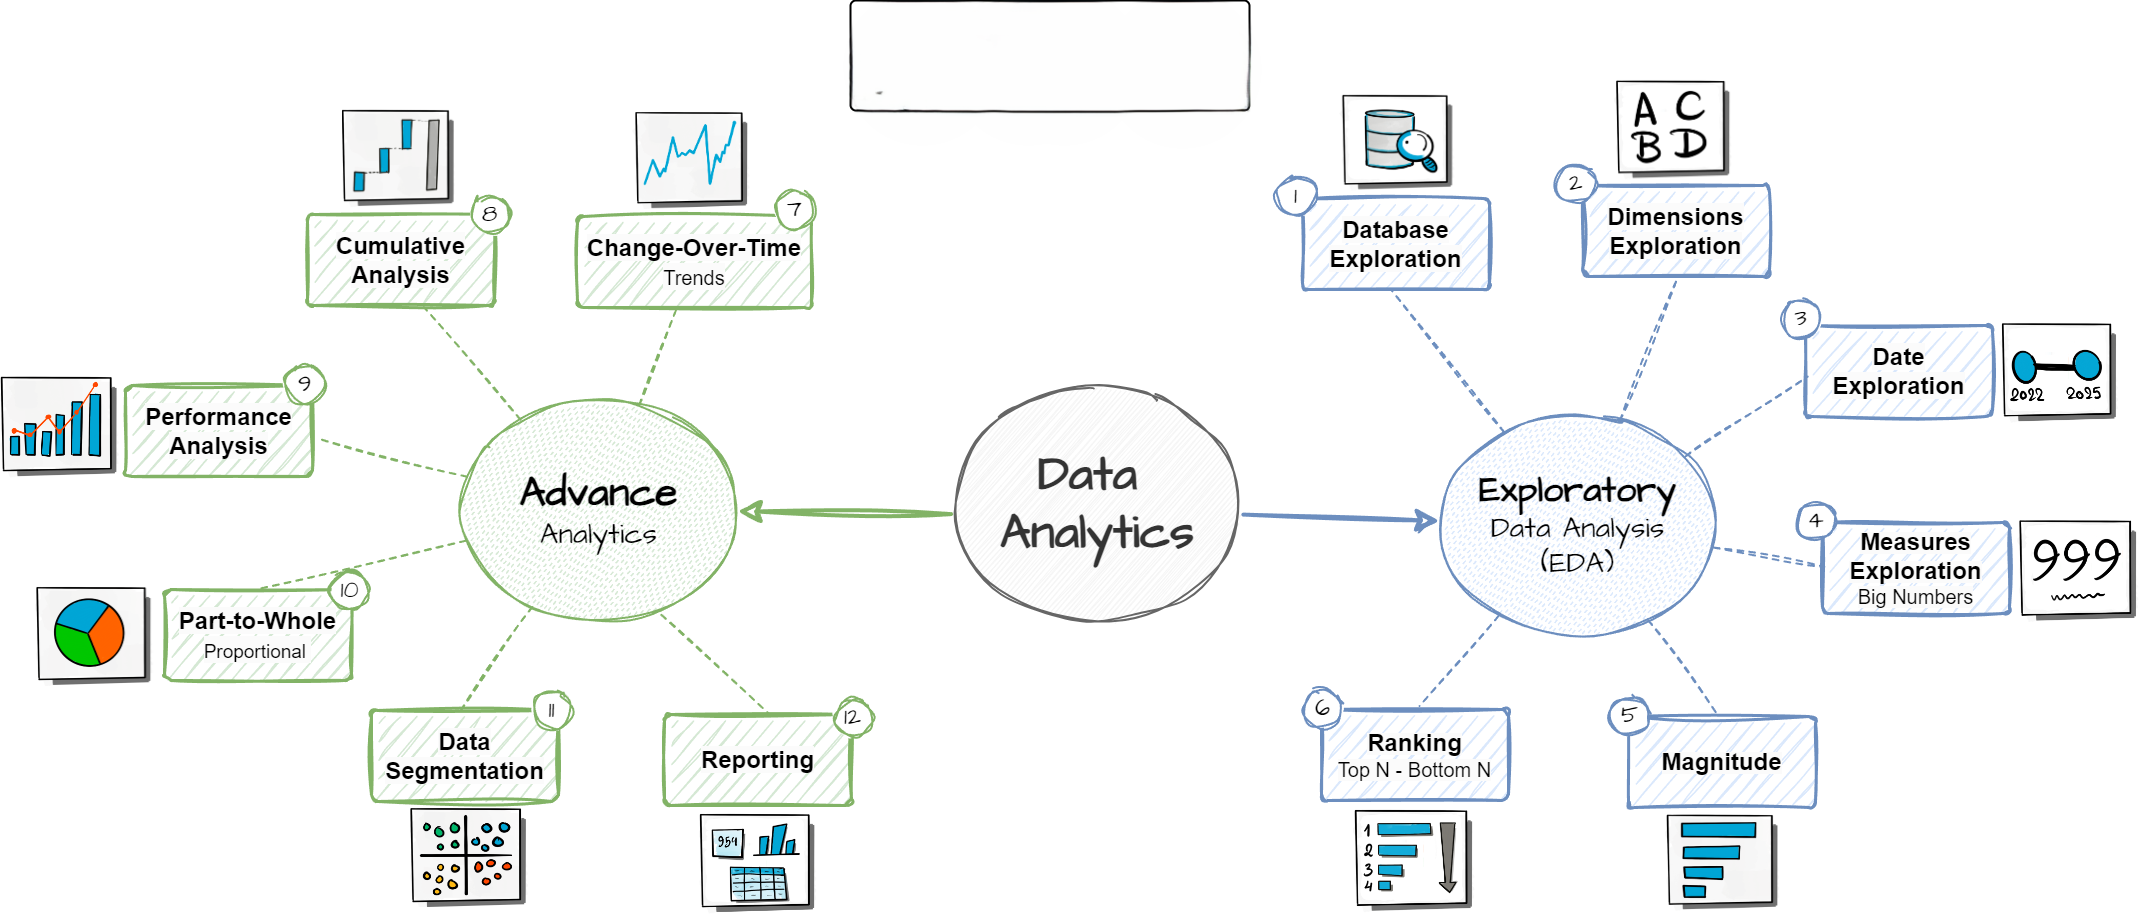 Data
Analytics
Advance
Analytics
Exploratory
Data Analysis
(EDA)
1
Database
Exploration
2
Dimensions
Exploration
A C
B D
3
Date
Exploration
2022 2025
4
Measures
Exploration
Big Numbers
999
5
Magnitude
6
Ranking
Top N - Bottom N
1
2
3
4
7
Change-Over-Time
Trends
8
Cumulative
Analysis
9
Performance
Analysis
10
Part-to-Whole
Proportional
11
Data
Segmentation
12
Reporting
954